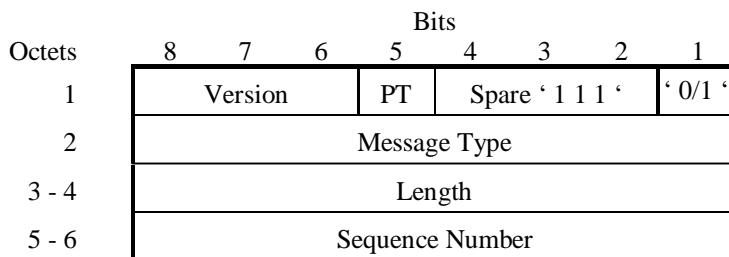 Bits
Octets 8 7 6 5 4 3 2 1
1 Version PT Spare ‘ 1 1 1 ‘ ‘ 0/1 ‘
2 Message Type
3 - 4 Length
5 - 6 Sequence Number